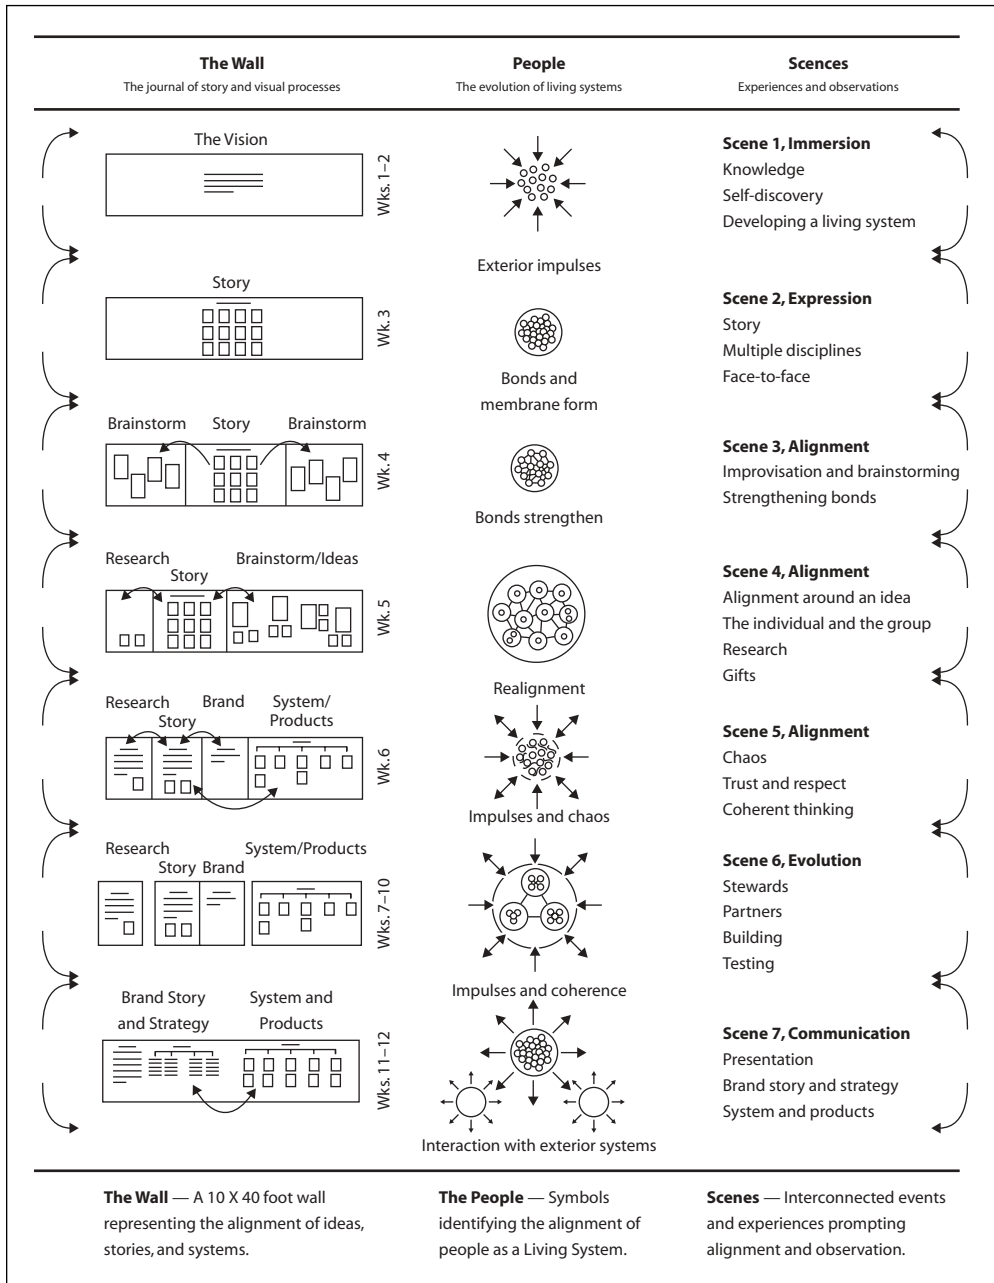 The Wall
The journal of story and visual processes
People
The evolution of living systems
Scences
Experiences and observations
The Vision
Wks. 1–2
Exterior impulses
Scene 1, Immersion
Knowledge
Self-discovery
Developing a living system
Story
Wk. 3
Bonds and
membrane form
Scene 2, Expression
Story
Multiple disciplines
Face-to-face
Brainstorm Story Brainstorm
Wk. 4
Bonds strengthen
Scene 3, Alignment
Improvisation and brainstorming
Strengthening bonds
Research Brainstorm/Ideas
Story
Wk. 5
Realignment
Scene 4, Alignment
Alignment around an idea
The individual and the group
Research
Gifts
Research Brand System/
Story Products
Wk.6
Impulses and chaos
Scene 5, Alignment
Chaos
Trust and respect
Coherent thinking
Research System/Products
Story Brand
Wks. 7–10
Impulses and coherence
Scene 6, Evolution
Stewards
Partners
Building
Testing
Brand Story System and
and Strategy Products
Wks. 11–12
Interaction with exterior systems
Scene 7, Communication
Presentation
Brand story and strategy
System and products
The Wall — A 10 X 40 foot wall
representing the alignment of ideas,
stories, and systems.
The People — Symbols
identifying the alignment of
people as a Living System.
Scenes — Interconnected events
and experiences prompting
alignment and observation.